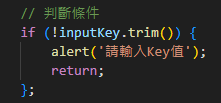 // 判斷條件
if (!inputKey.trim()) {
    alert('請輸入Key值');
    return;
};